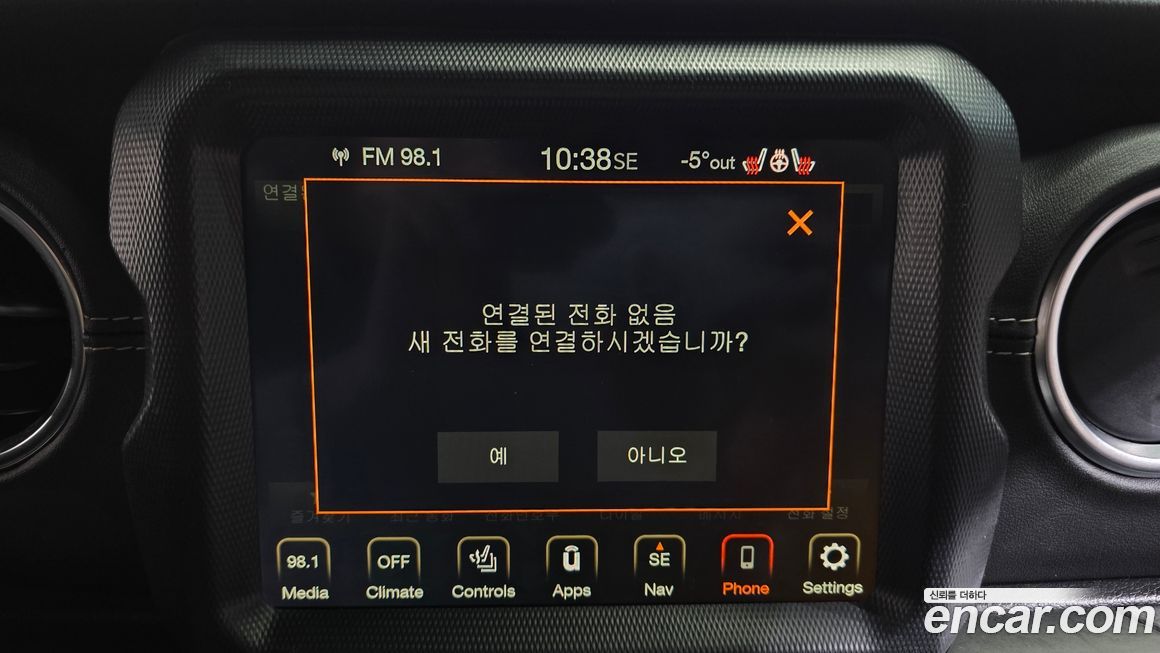 FM 98.1
10:38SE
-5°out
연결된 전화 없음
새 전화를 연결하시겠습니까?
예
아니오
98.1
OFF
SE
Media
Climate
Controls
Apps
Nav
Phone
Settings
신뢰를 더하다
encar.com